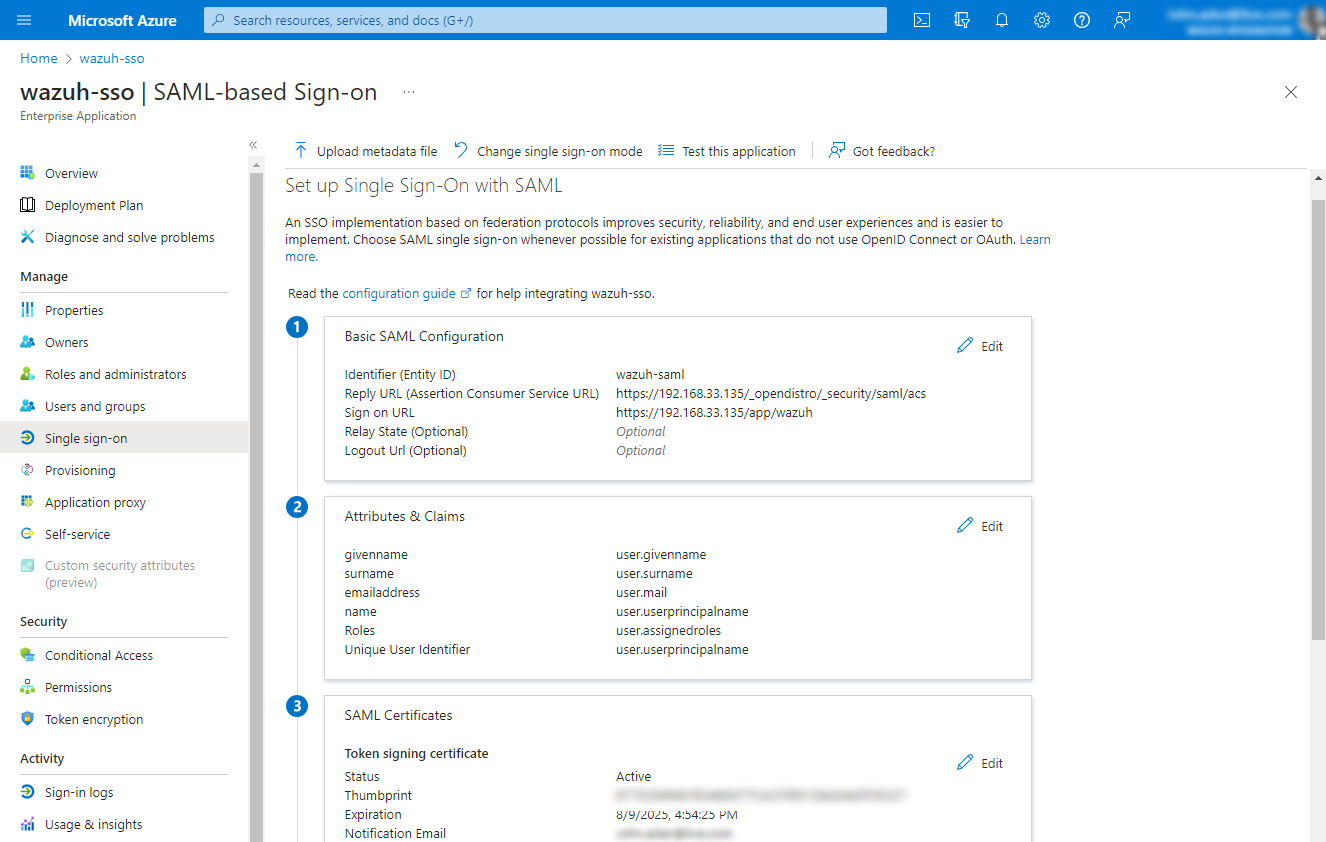 Microsoft Azure
Search resources, services, and docs (G+/)
Home > wazuh-sso
wazuh-sso | SAML-based Sign-on ...
Enterprise Application
Overview
Deployment Plan
Diagnose and solve problems
Manage
Properties
Owners
Roles and administrators
Users and groups
Single sign-on
Provisioning
Application proxy
Self-service
Custom security attributes
(preview)
Security
Conditional Access
Permissions
Token encryption
Activity
Sign-in logs
Usage & insights
Upload metadata file Change single sign-on mode Test this application Got feedback?
Set up Single Sign-On with SAML
An SSO implementation based on federation protocols improves security, reliability, and end user experiences and is easier to
implement. Choose SAML single sign-on whenever possible for existing applications that do not use OpenID Connect or OAuth. Learn
more.
Read the configuration guide for help integrating wazuh-sso.
1
Basic SAML Configuration
Edit
Identifier (Entity ID) wazuh-saml
Reply URL (Assertion Consumer Service URL) https://192.168.33.135/_opendistro/_security/saml/acs
Sign on URL https://192.168.33.135/app/wazuh
Relay State (Optional) Optional
Logout Url (Optional) Optional
2
Attributes & Claims
Edit
givenname user.givenname
surname user.surname
emailaddress user.mail
name user.userprincipalname
Roles user.assignedroles
Unique User Identifier user.userprincipalname
3
SAML Certificates
Token signing certificate
Edit
Status Active
Thumbprint
Expiration 8/9/2025, 4:54:25 PM
Notification Email